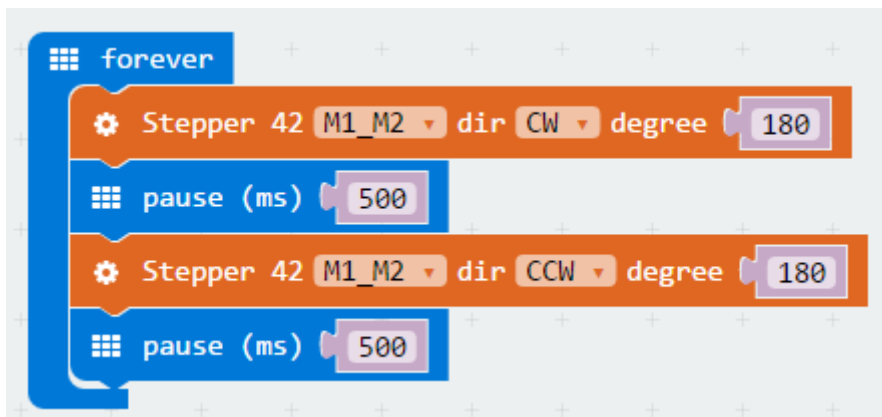 forever
Stepper 42 M1_M2 dir CW degree 180
pause (ms) 500
Stepper 42 M1_M2 dir CCW degree 180
pause (ms) 500